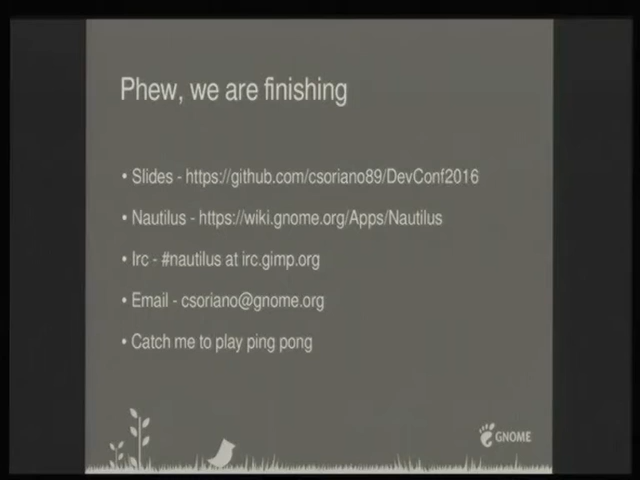 Phew, we are finishing
• Slides - https://github.com/csoriano89/DevConf2016
• Nautilus - https://wiki.gnome.org/Apps/Nautilus
• Irc - #nautilus at irc.gimp.org
• Email - csoriano@gnome.org
• Catch me to play ping pong
GNOME